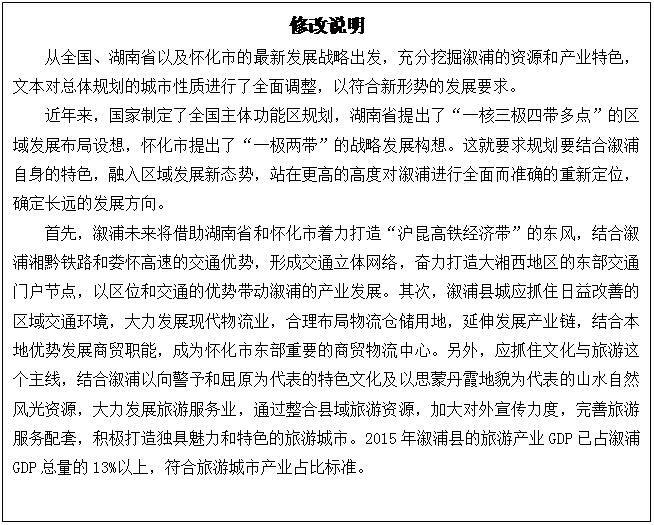 修改说明
从全国、湖南省以及怀化市的最新发展战略出发，充分挖掘溆浦的资源和产业特色，
文本对总体规划的城市性质进行了全面调整，以符合新形势的发展要求。
近年来，国家制定了全国主体功能区规划，湖南省提出了“一核三极四带多点”的区
域发展布局设想，怀化市提出了“一极两带”的战略发展构想。这就要求规划要结合溆浦
自身的特色，融入区域发展新态势，站在更高的高度对溆浦进行全面而准确的重新定位，
确定长远的发展方向。
首先，溆浦未来将借助湖南省和怀化市着力打造“沪昆高铁经济带”的东风，结合溆
浦湘黔铁路和娄怀高速的交通优势，形成交通立体网络，奋力打造大湘西地区的东部交通
门户节点，以区位和交通的优势带动溆浦的产业发展。其次，溆浦县城应抓住日益改善的
区域交通环境，大力发展现代物流业，合理布局物流仓储用地，延伸发展产业链，结合本
地优势发展商贸职能，成为怀化市东部重要的商贸物流中心。另外，应抓住文化与旅游这
个主线，结合溆浦以向警予和屈原为代表的特色文化及以思蒙丹霞地貌为代表的山水自然
风光资源，大力发展旅游服务业，通过整合县域旅游资源，加大对外宣传力度，完善旅游
服务配套，积极打造独具魅力和特色的旅游城市。2015年溆浦县的旅游产业GDP已占溆浦
GDP总量的13%以上，符合旅游城市产业占比标准。